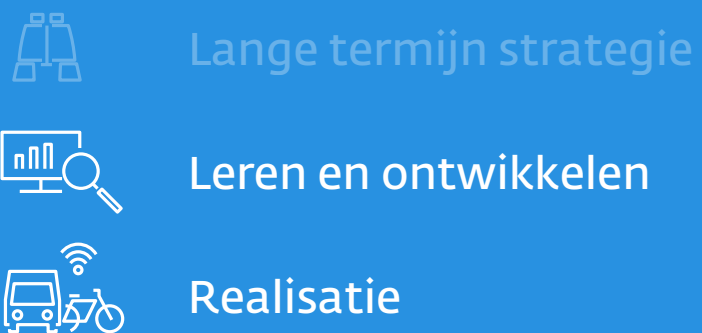 Lange termijn strategie
Leren en ontwikkelen
Realisatie